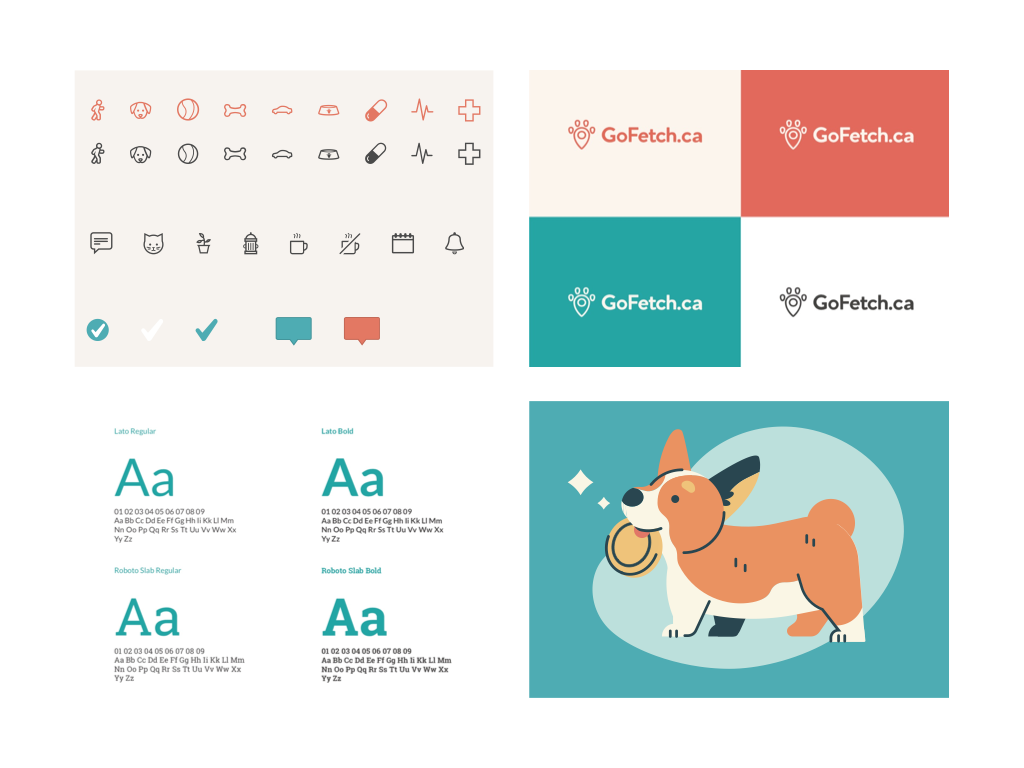 GoFetch.ca
GoFetch.ca
GoFetch.ca
GoFetch.ca
Lato Regular
Aa
01 02 03 04 05 06 07 08 09
Aa Bb Cc Dd Ee Ff Gg Hh Ii Kk Ll Mm
Nn Oo Pp Qq Rr Ss Tt Uu Vv Ww Xx
Yy Zz
Lato Bold
Aa
01 02 03 04 05 06 07 08 09
Aa Bb Cc Dd Ee Ff Gg Hh Ii Kk Ll Mm
Nn Oo Pp Qq Rr Ss Tt Uu Vv Ww Xx
Yy Zz
Roboto Slab Regular
Aa
01 02 03 04 05 06 07 08 09
Aa Bb Cc Dd Ee Ff Gg Hh Ii Kk Ll Mm
Nn Oo Pp Qq Rr Ss Tt Uu Vv Ww Xx
Yy Zz
Roboto Slab Bold
Aa
01 02 03 04 05 06 07 08 09
Aa Bb Cc Dd Ee Ff Gg Hh Ii Kk Ll Mm
Nn Oo Pp Qq Rr Ss Tt Uu Vv Ww Xx
Yy Zz